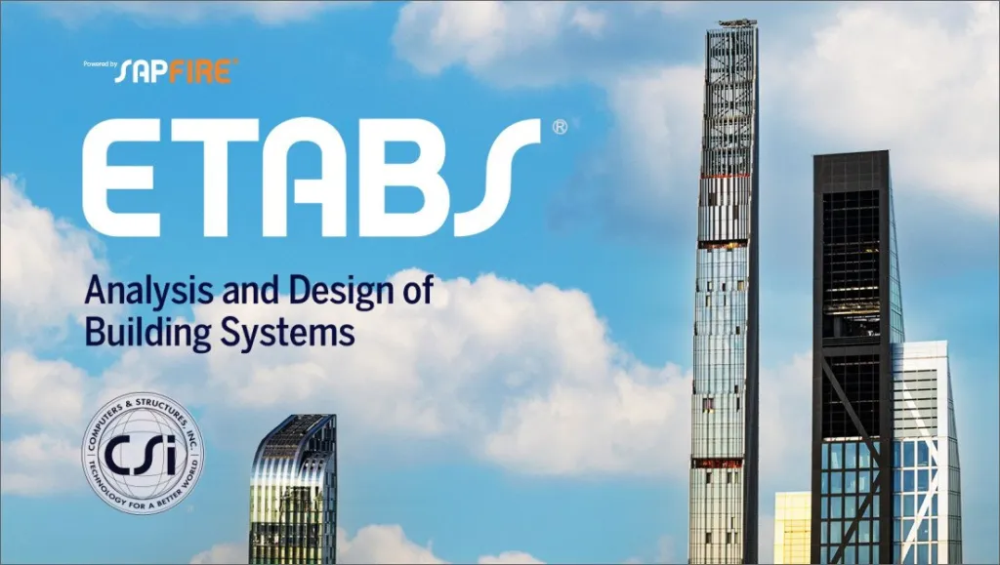 Powered by SAPFIRE®
ETABS®
Analysis and Design of
Building Systems
COMPUTERS & STRUCTURES, INC.
CSi
TECHNOLOGY FOR A BETTER WORLD